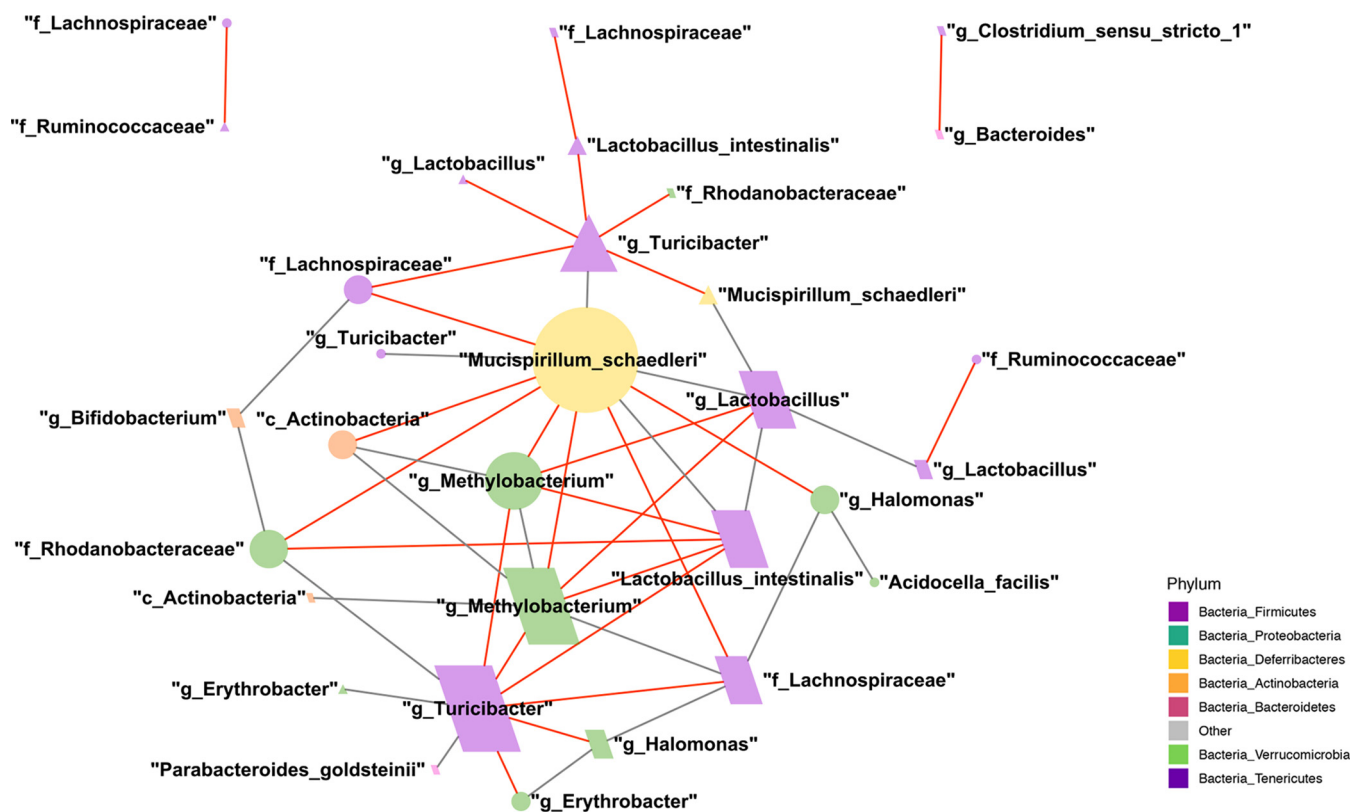 "f_Lachnospiraceae"
"f_Lachnospiraceae"
"g_Clostridium_sensu_stricto_1"
"f_Ruminococcaceae"
"g_Bacteroides"
"Lactobacillus_intestinalis"
"g_Lactobacillus"
"f_Rhodanobacteraceae"
"g_Turicibacter"
"f_Lachnospiraceae"
"Mucispirillum_schaedleri"
"g_Turicibacter"
"Mucispirillum_schaedleri"
"f_Ruminococcaceae"
"g_Lactobacillus"
"g_Bifidobacterium"
"c_Actinobacteria"
"g_Lactobacillus"
"g_Methylobacterium"
"g_Halomonas"
"f_Rhodanobacteraceae"
"Lactobacillus_intestinalis"
"Acidocella_facilis"
"c_Actinobacteria"
"g_Methylobacterium"
"f_Lachnospiraceae"
"g_Erythrobacter"
"g_Turicibacter"
"g_Halomonas"
"Parabacteroides_goldsteinii"
"g_Erythrobacter"
Phylum
Bacteria_Firmicutes
Bacteria_Proteobacteria
Bacteria_Deferribacteres
Bacteria_Actinobacteria
Bacteria_Bacteroidetes
Other
Bacteria_Verrucomicrobia
Bacteria_Tenericutes